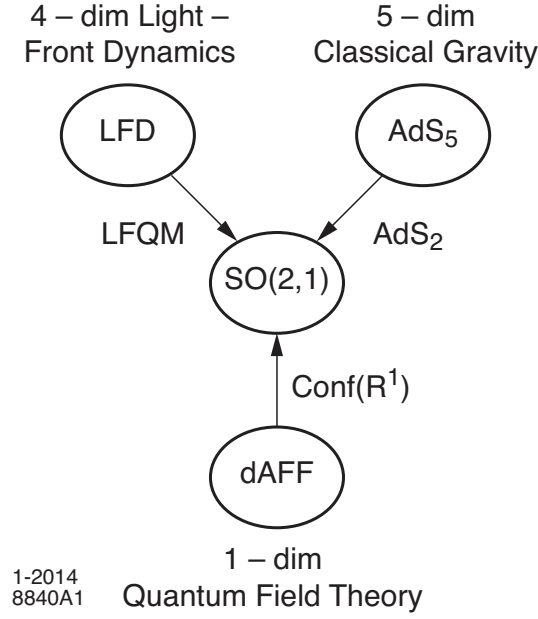 4 – dim Light –
Front Dynamics
5 – dim
Classical Gravity
LFD
AdS5
LFQM
AdS2
SO(2,1)
Conf(R1)
dAFF
1 – dim
Quantum Field Theory
1-2014
8840A1